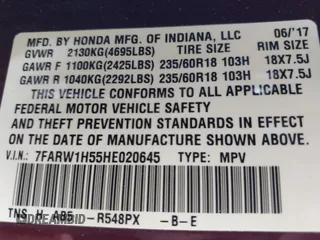 MFD. BY HONDA MFG. OF INDIANA, LLC 06/'17
GVWR 2130KG(4695LBS) TIRE SIZE RIM SIZE
GAWR F 1100KG(2425LBS) 235/60R18 103H 18X7.5J
GAWR R 1040KG(2292LBS) 235/60R18 103H 18X7.5J
THIS VEHICLE CONFORMS TO ALL APPLICABLE
FEDERAL MOTOR VEHICLE SAFETY
AND THEFT PREVENTION STANDARDS IN EFFECT
ON THE DATE OF MANUFACTURE SHOWN ABOVE.
V.I.N: 7FARW1H55HE020645 TYPE: MPV
R548PX -B-E